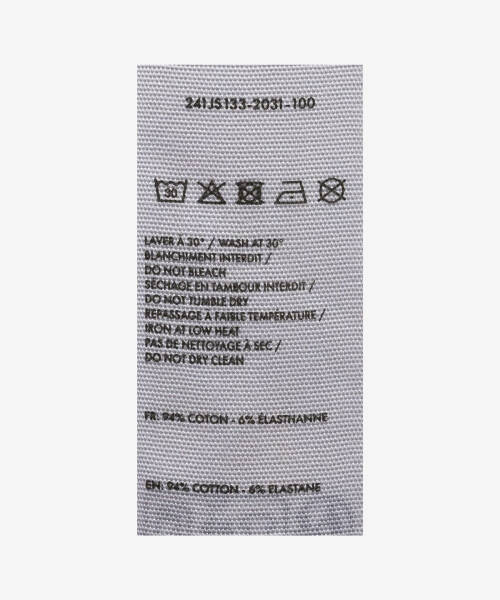 241JS133-2031-100
30
LAVER À 30° / WASH AT 30°
BLANCHIMENT INTERDIT /
DO NOT BLEACH
SÉCHAGE EN TAMBOUR INTERDIT /
DO NOT TUMBLE DRY
REPASSAGE A FAIBLE TEMPÉRATURE /
IRON AT LOW HEAT
PAS DE NETTOYAGE À SEC /
DO NOT DRY CLEAN
FR: 94% COTON - 6% ÉLASTHANNE
EN: 94% COTTON - 6% ELASTANE